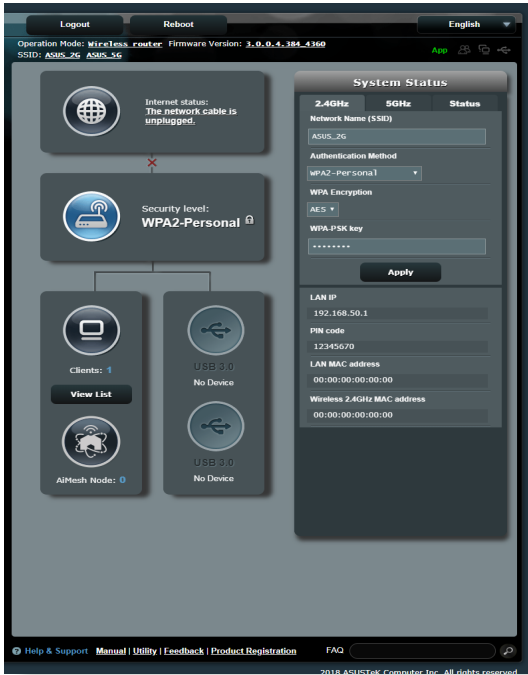 Logout Reboot English
Operation Mode: Wireless router Firmware Version: 3.0.0.4.384_4360
SSID: ASUS_2G ASUS_5G
App
Internet status:
The network cable is
unplugged.
Security level:
WPA2-Personal
Clients: 1
View List
AiMesh Node: 0
USB 3.0
No Device
USB 3.0
No Device
System Status
2.4GHz 5GHz Status
Network Name (SSID)
ASUS_2G
Authentication
Method
WPA2-Personal
WPA Encryption
AES
WPA-PSK key
••••••••
Apply
LAN IP
192.168.50.1
PIN code
12345670
LAN MAC address
00:00:00:00:00:00
Wireless 2.4GHz MAC address
00:00:00:00:00:00
Help & Support Manual | Utility | Feedback | Product Registration FAQ
2018 ASUSTeK Computer Inc. All rights reserved